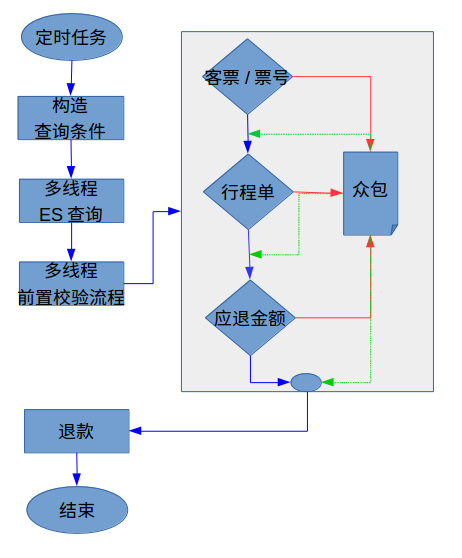 定时任务
构造
查询条件
多线程
ES 查询
多线程
前置校验流程
客票 / 票号
行程单
众包
应退金额
退款
结束